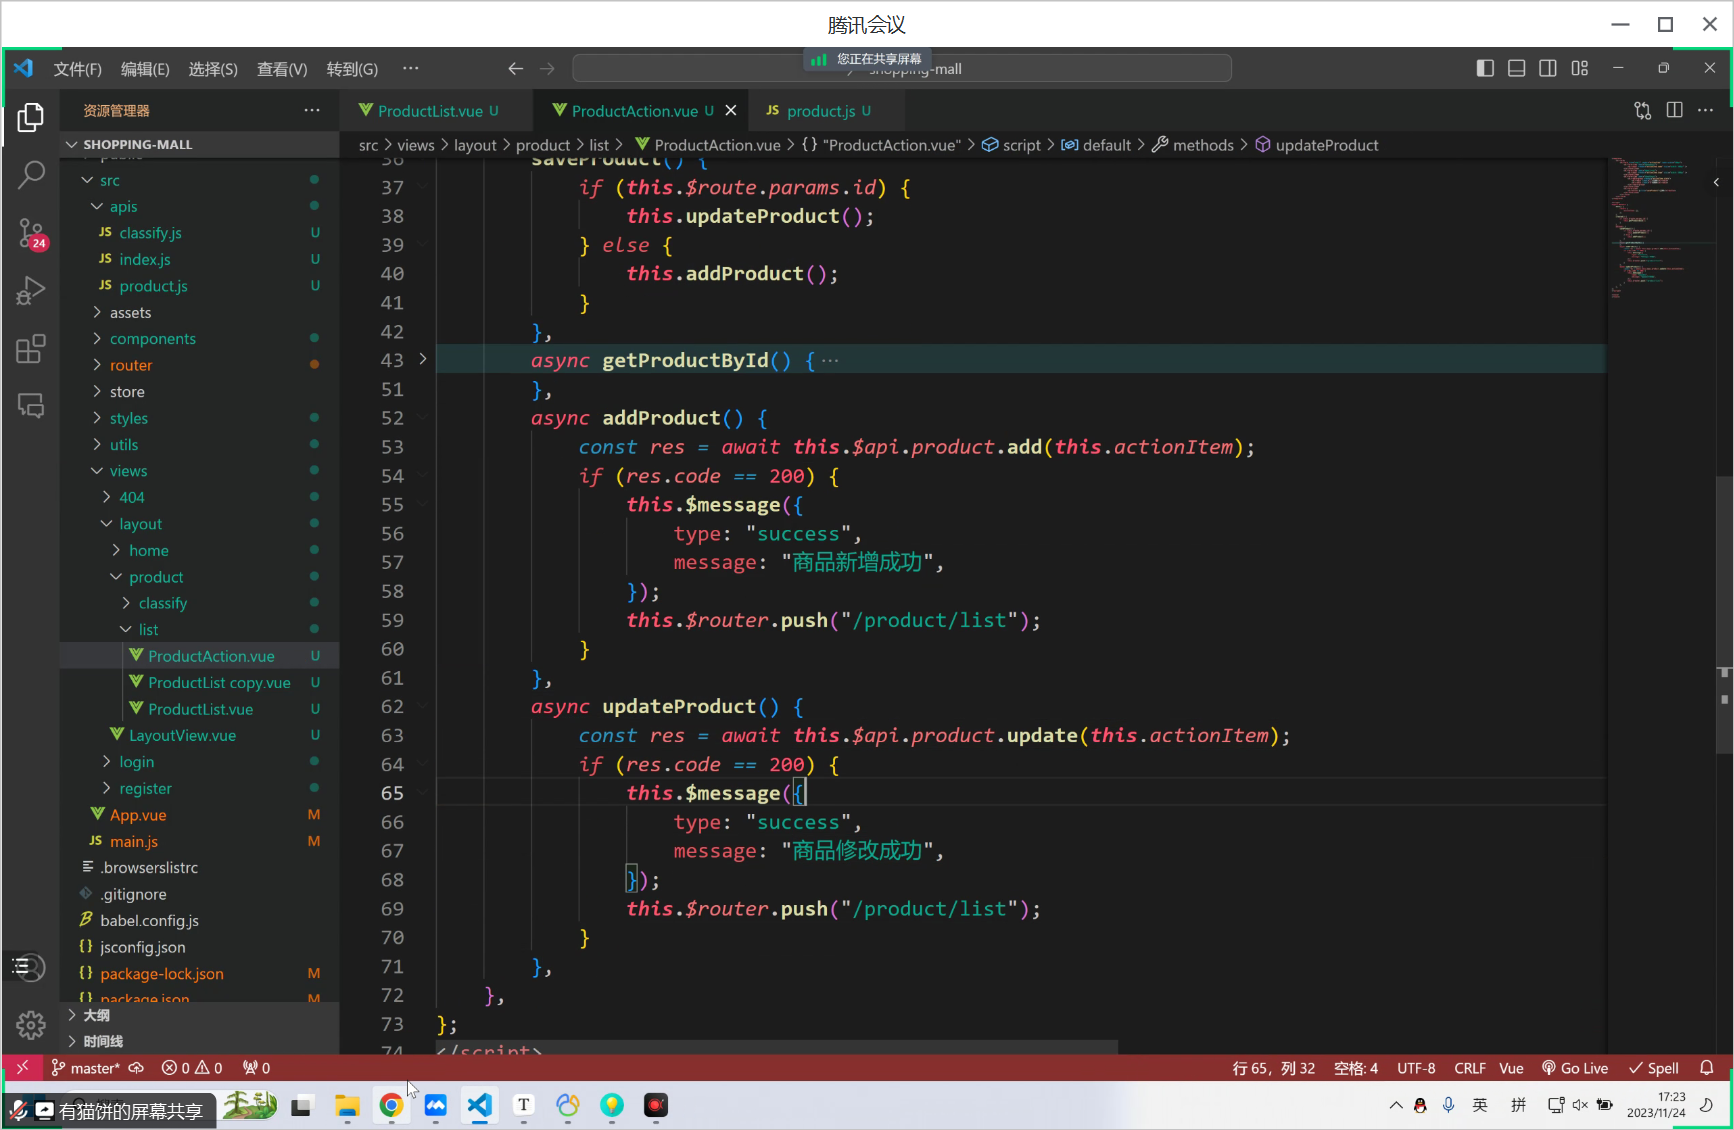 腾讯会议
文件(F) 编辑(E) 选择(S) 查看(V) 转到(G) ···
您正在共享屏幕
shopping-mall
资源管理器 ···
ProductList.vue U
ProductAction.vue U
JS product.js U
src > views > layout > product > list > ProductAction.vue > {} "ProductAction.vue" > script > default > methods > updateProduct
SHOPPING-MALL
public
src
apis
JS classify.js U
JS index.js U
JS product.js U
assets
components
router
store
styles
utils
views
404
layout
home
product
classify
list
ProductAction.vue U
ProductList copy.vue U
ProductList.vue U
LayoutView.vue U
login
register
App.vue M
JS main.js M
.browserslistrc
.gitignore
babel.config.js
{} jsconfig.json
{} package-lock.json M
{} package.json M
大纲
时间线
24
36 saveProduct() {
37 if (this.$route.params.id) {
38 this.updateProduct();
39 } else {
40 this.addProduct();
41 }
42 },
43 async getProductById() { ···
51 },
52 async addProduct() {
53 const res = await this.$api.product.add(this.actionItem);
54 if (res.code == 200) {
55 this.$message({
56 type: "success",
57 message: "商品新增成功",
58 });
59 this.$router.push("/product/list");
60 }
61 },
62 async updateProduct() {
63 const res = await this.$api.product.update(this.actionItem);
64 if (res.code == 200) {
65 this.$message({
66 type: "success",
67 message: "商品修改成功",
68 });
69 this.$router.push("/product/list");
70 }
71 },
72 },
73 };
74 </script>
master* 0 0 0
行 65，列 32 空格: 4 UTF-8 CRLF Vue Go Live Spell
有猫饼的屏幕共享
T
英 拼
17:23
2023/11/24